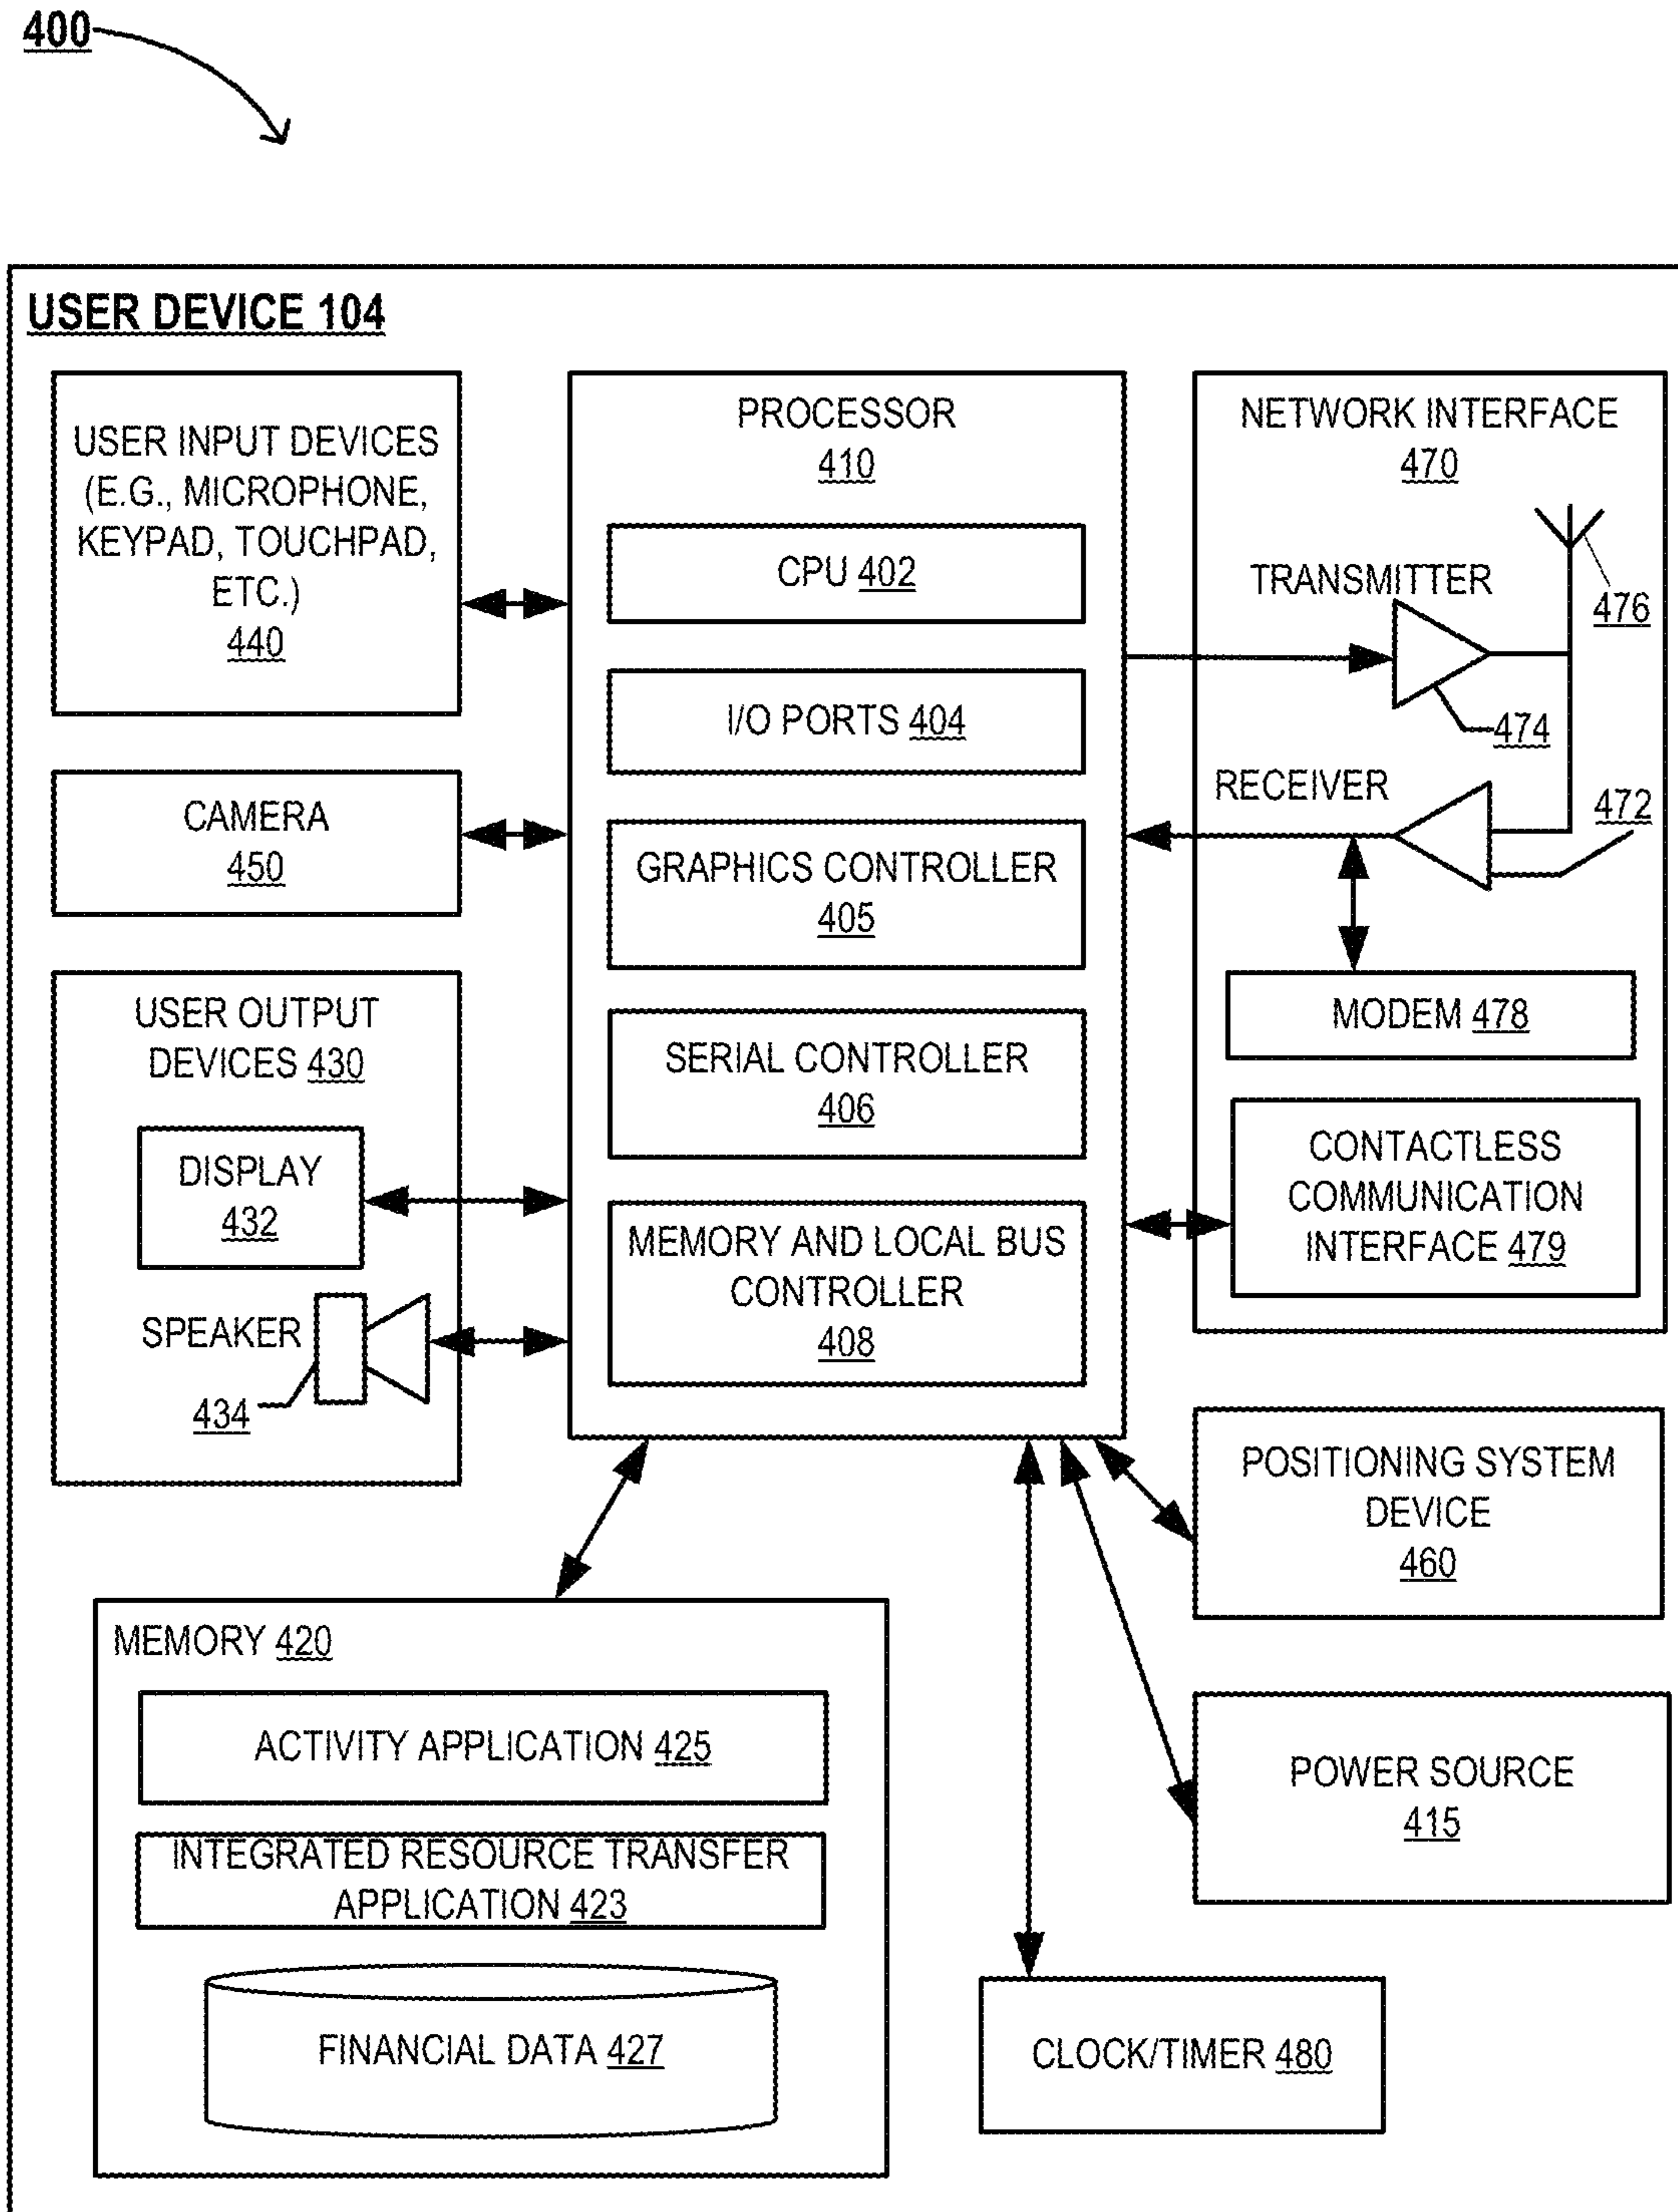 400
USER DEVICE 104
USER INPUT DEVICES
(E.G., MICROPHONE,
KEYPAD, TOUCHPAD,
ETC.)
440
CAMERA
450
USER OUTPUT
DEVICES 430
DISPLAY
432
SPEAKER
434
PROCESSOR
410
CPU 402
I/O PORTS 404
GRAPHICS CONTROLLER
405
SERIAL CONTROLLER
406
MEMORY AND LOCAL BUS
CONTROLLER
408
NETWORK INTERFACE
470
TRANSMITTER
476
474
RECEIVER
472
MODEM 478
CONTACTLESS
COMMUNICATION
INTERFACE 479
POSITIONING SYSTEM
DEVICE
460
POWER SOURCE
415
MEMORY 420
ACTIVITY APPLICATION 425
INTEGRATED RESOURCE TRANSFER
APPLICATION 423
FINANCIAL DATA 427
CLOCK/TIMER 480